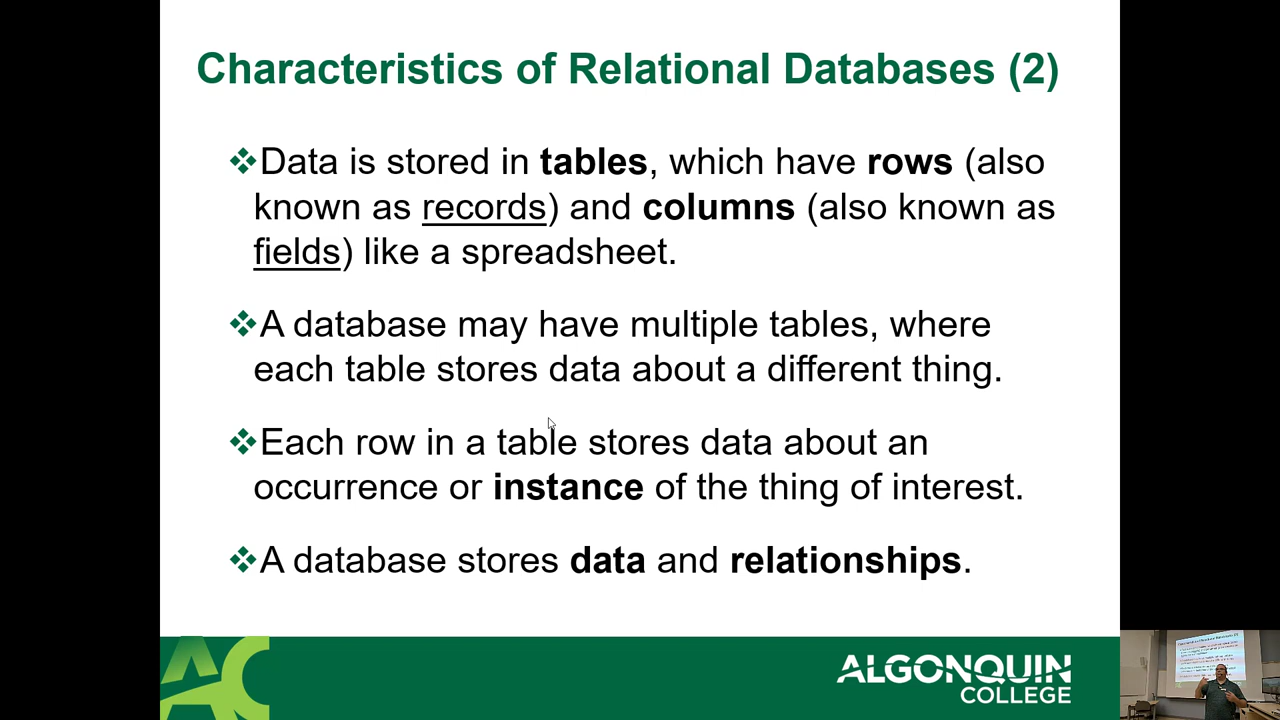 Characteristics of Relational Databases (2)
❖Data is stored in tables, which have rows (also
known as records) and columns (also known as
fields) like a spreadsheet.
❖A database may have multiple tables, where
each table stores data about a different thing.
❖Each row in a table stores data about an
occurrence or instance of the thing of interest.
❖A database stores data and relationships.
AC
ALGONQUIN
COLLEGE